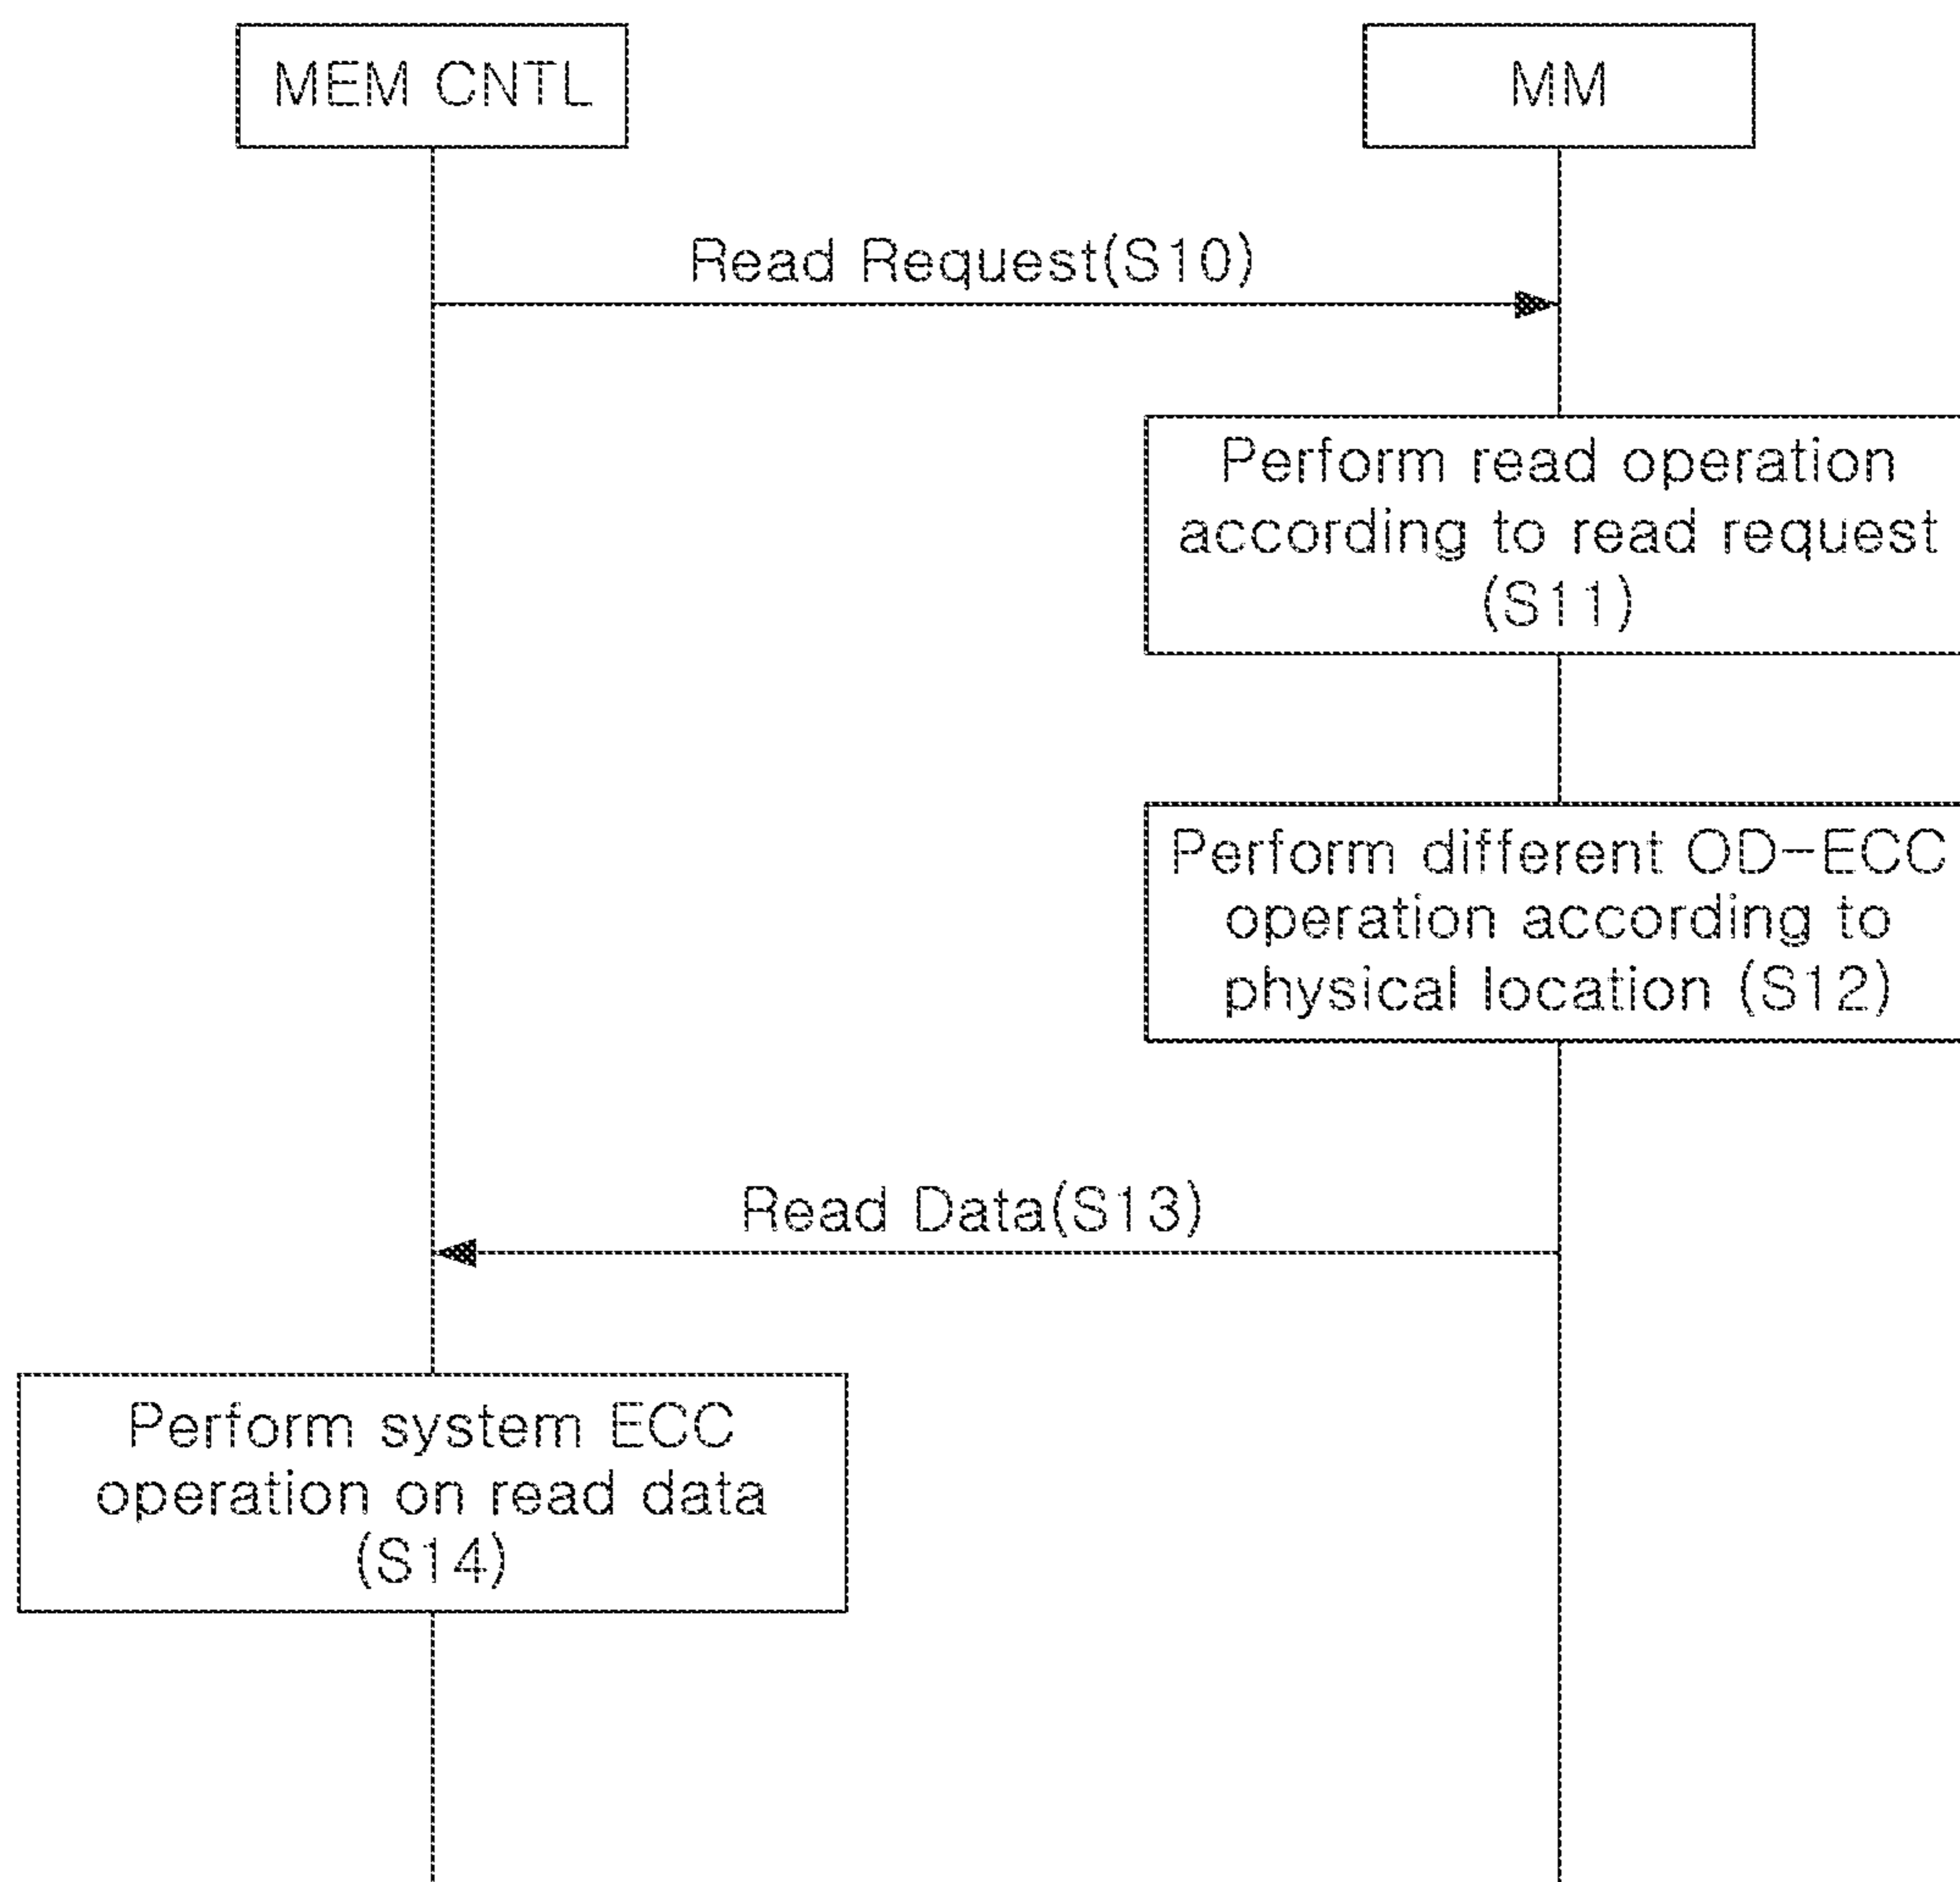 MEM CNTL
MM
Read Request(S10)
Perform read operation
according to read request
(S11)
Perform different OD-ECC
operation according to
physical location (S12)
Read Data(S13)
Perform system ECC
operation on read data
(S14)